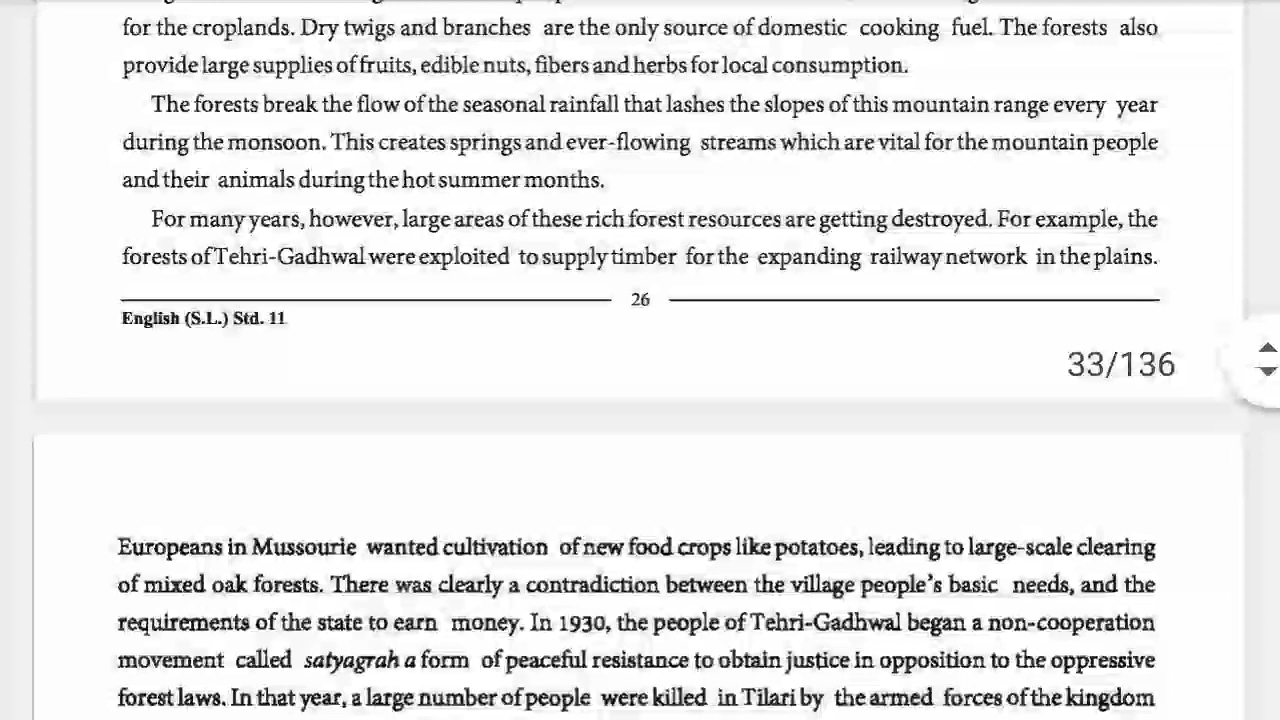 for the croplands. Dry twigs and branches are the only source of domestic cooking fuel. The forests also
provide large supplies of fruits, edible nuts, fibers and herbs for local consumption.
The forests break the flow of the seasonal rainfall that lashes the slopes of this mountain range every year
during the monsoon. This creates springs and ever-flowing streams which are vital for the mountain people
and their animals during the hot summer months.
For many years, however, large areas of these rich forest resources are getting destroyed. For example, the
forests of Tehri-Gadhwal were exploited to supply timber for the expanding railway network in the plains.
26
English (S.L.) Std. 11
33/136
Europeans in Mussourie wanted cultivation of new food crops like potatoes, leading to large-scale clearing
of mixed oak forests. There was clearly a contradiction between the village people's basic needs, and the
requirements of the state to earn money. In 1930, the people of Tehri-Gadhwal began a non-cooperation
movement called satyagrah a form of peaceful resistance to obtain justice in opposition to the oppressive
forest laws. In that year, a large number of people were killed in Tilari by the armed forces of the kingdom